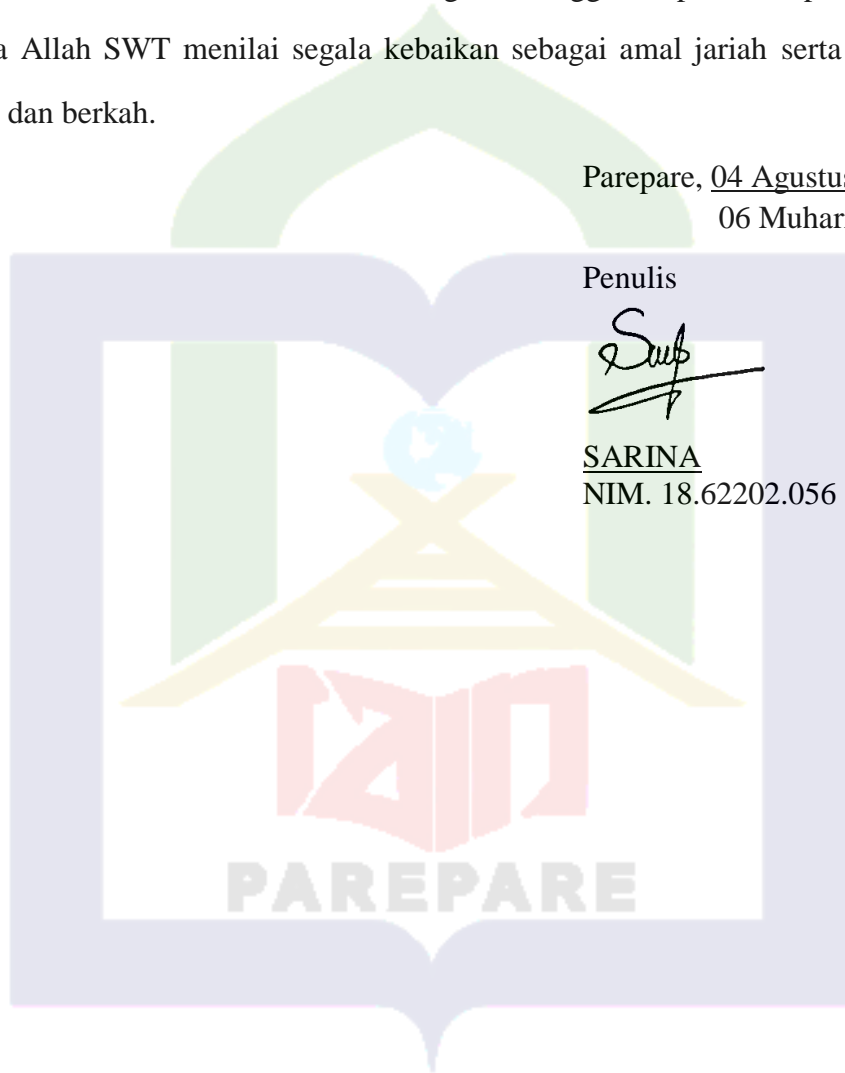 Allah SWT menilai segala kebaikan sebagai amal jariah serta
dan berkah.
Parepare, 04 Agustus
06 Muhar
Penulis
SARINA
NIM. 18.62202.056
iain
PAREPARE